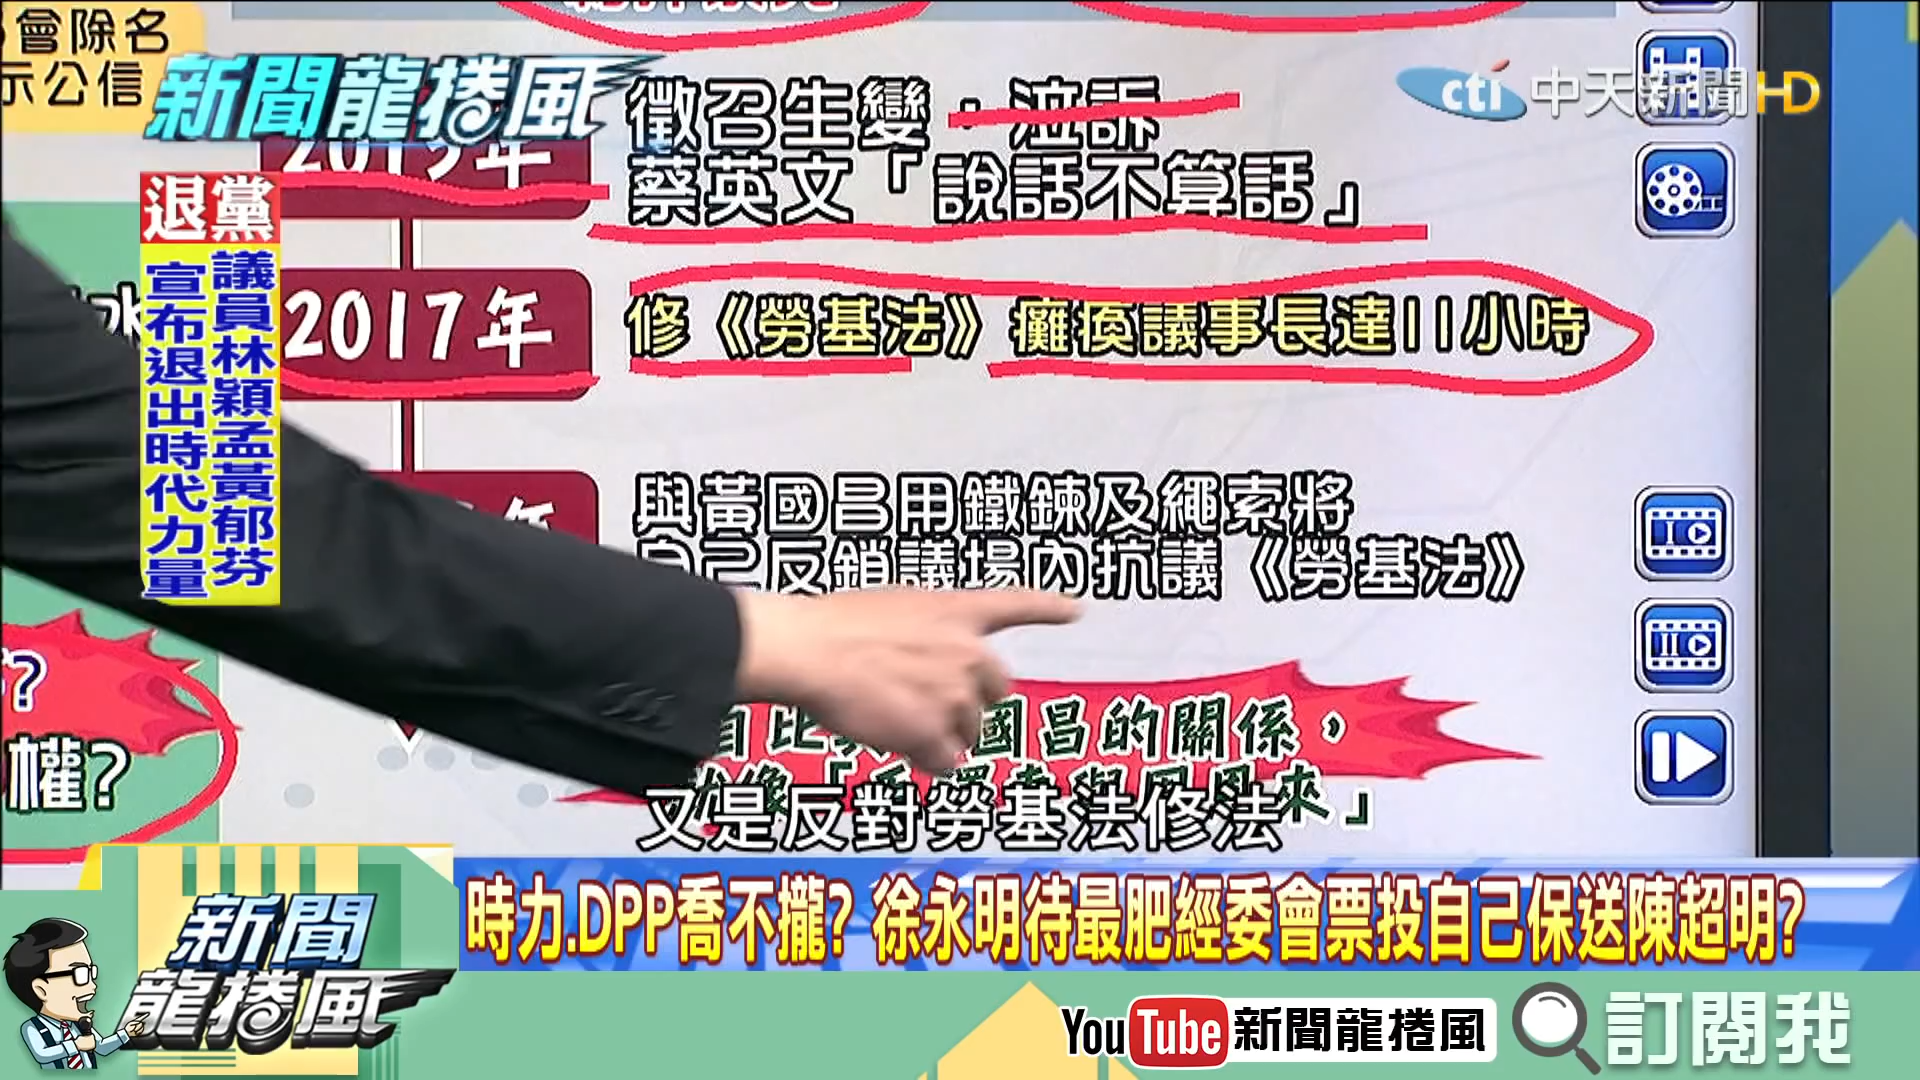 會除名
示公信
新聞龍捲風
徵召生變,泣訴
蔡英文「說話不算話」
cti 中天新聞HD
退黨
議員林穎孟黃郁芬
宣布退出時代力量
2017年
修《勞基法》癱瘓議事長達11小時
與黃國昌用鐵鍊及繩索將
自己反鎖議場內抗議《勞基法》
?
權?
國昌的關係,
來」
又是反對勞基法修法
時力.DPP喬不攏? 徐永明待最肥經委會票投自己保送陳超明?
新聞
龍捲風
YouTube 新聞龍捲風
訂閱我